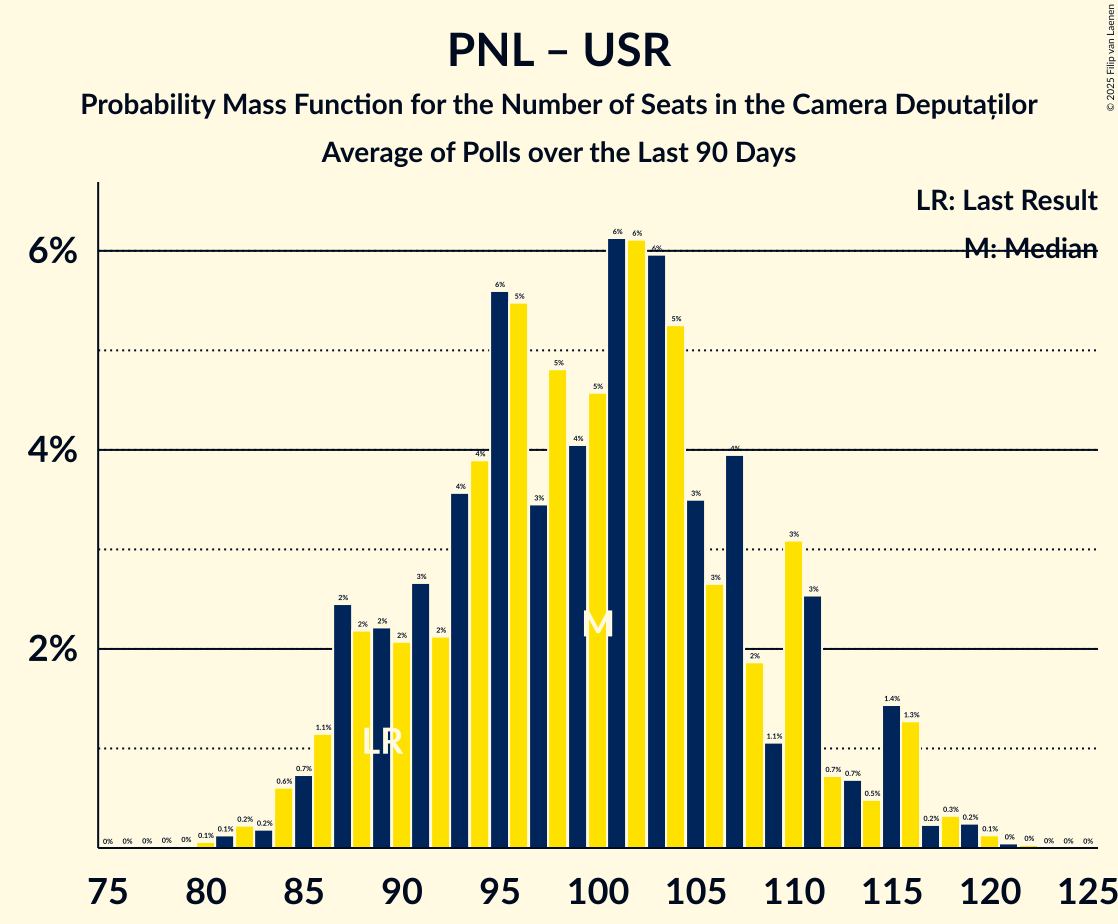 PNL – USR
Probability Mass Function for the Number of Seats in the Camera Deputaților
Average of Polls over the Last 90 Days
© 2025 Filip van Laenen
LR: Last Result
M: Median
6%
4%
2%
0% 0% 0% 0% 0% 0.1% 0.1% 0.2% 0.2% 0.6% 0.7% 1.1% 2% 2% 2% 2% 3% 2% 4% 4% 6% 5% 3% 5% 4% 5% 6% 6% 6% 5% 3% 3% 4% 2% 1.1% 3% 3% 0.7% 0.7% 0.5% 1.4% 1.3% 0.2% 0.3% 0.2% 0.1% 0% 0% 0% 0% 0%
M
LR
75 80 85 90 95 100 105 110 115 120 125